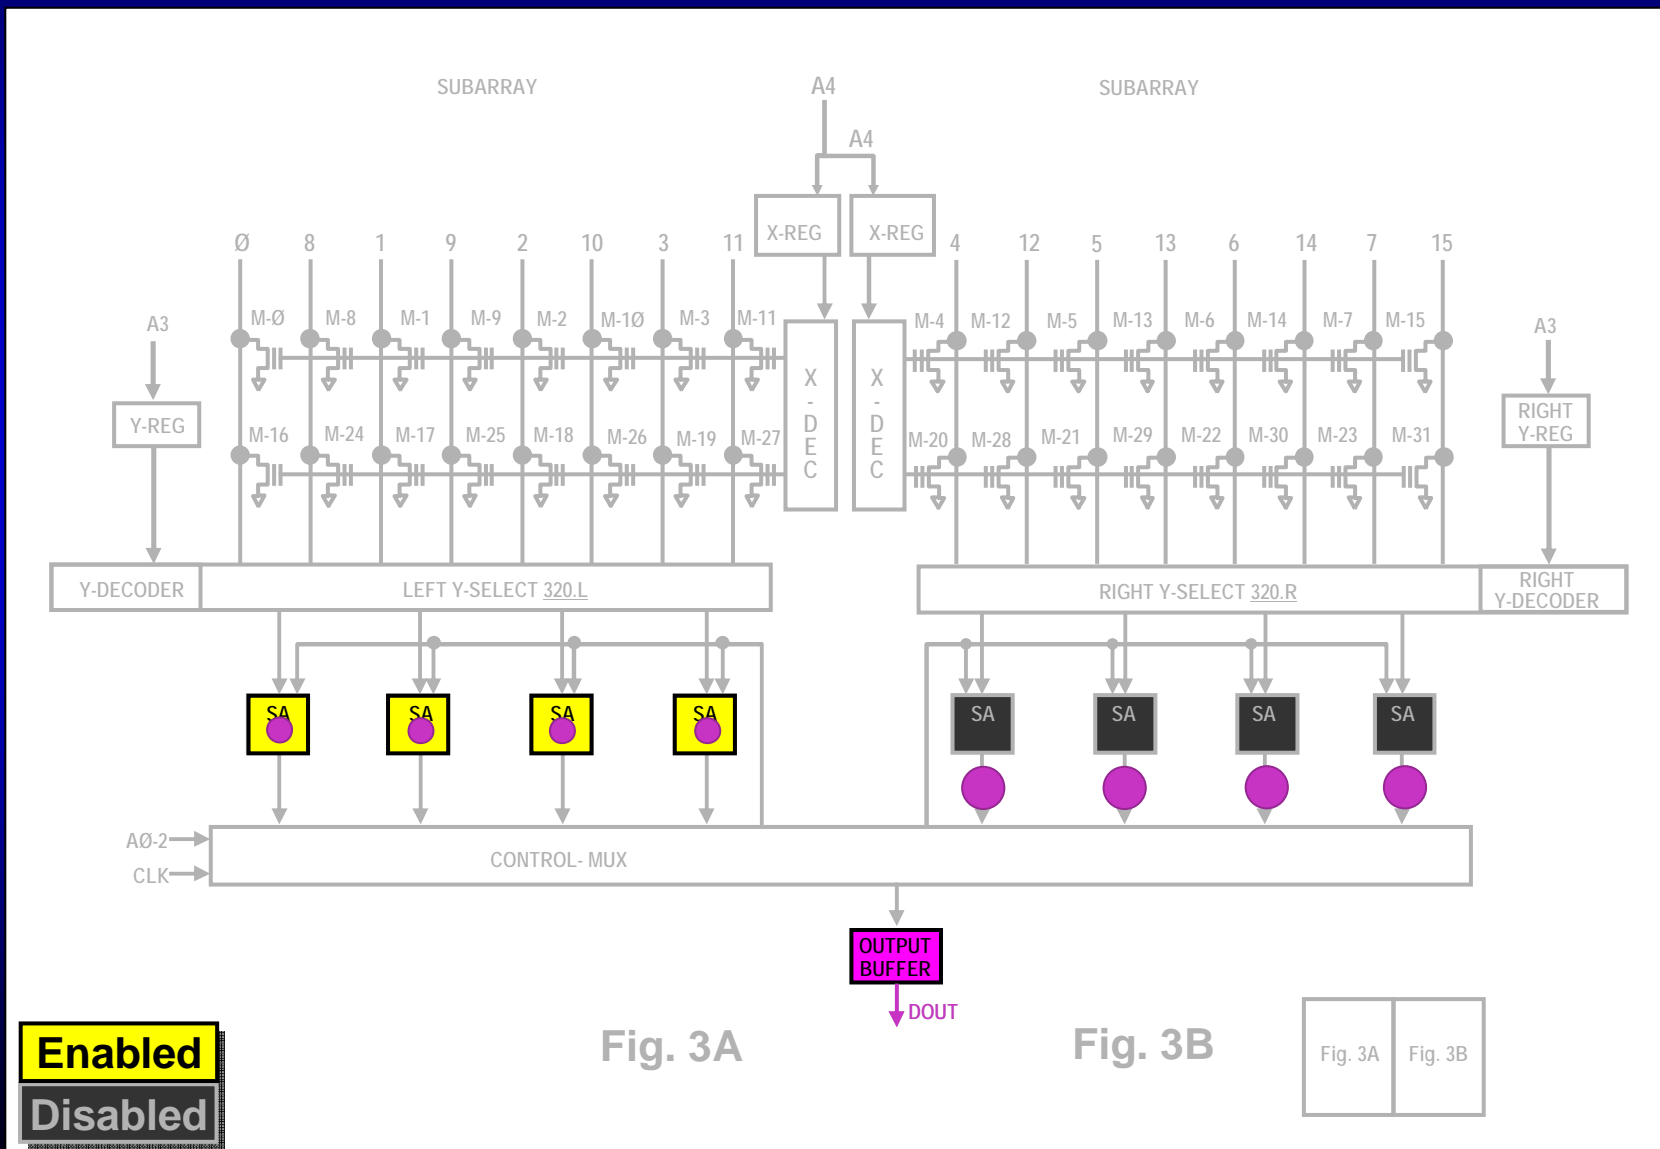 SUBARRAY A4 SUBARRAY
A4
X-REG X-REG
Ø 8 1 9 2 10 3 11 4 12 5 13 6 14 7 15
A3 M-Ø M-8 M-1 M-9 M-2 M-1Ø M-3 M-11 M-4 M-12 M-5 M-13 M-6 M-14 M-7 M-15 A3
X
-
D
E
C
X
-
D
E
C
Y-REG
RIGHT
Y-REG
M-16 M-24 M-17 M-25 M-18 M-26 M-19 M-27 M-20 M-28 M-21 M-29 M-22 M-30 M-23 M-31
Y-DECODER LEFT Y-SELECT 320.L RIGHT Y-SELECT 320.R
RIGHT
Y-DECODER
SA SA SA SA SA SA SA SA
AØ-2
CLK
CONTROL- MUX
OUTPUT
BUFFER
DOUT
Fig. 3A Fig. 3B
Fig. 3A Fig. 3B
Enabled
Disabled